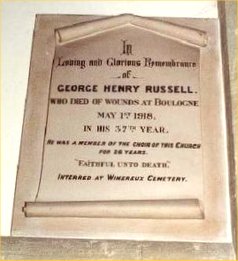 In
Loving and Glorious Remembrance
of
GEORGE HENRY RUSSELL.
WHO DIED OF WOUNDS AT BOULOGNE
MAY 1ST 1918.
IN HIS 37TH YEAR.
HE WAS A MEMBER OF THE CHOIR OF THIS CHURCH
FOR 26 YEARS.
"FAITHFUL UNTO DEATH."
INTERRED AT WIMEREUX CEMETERY.